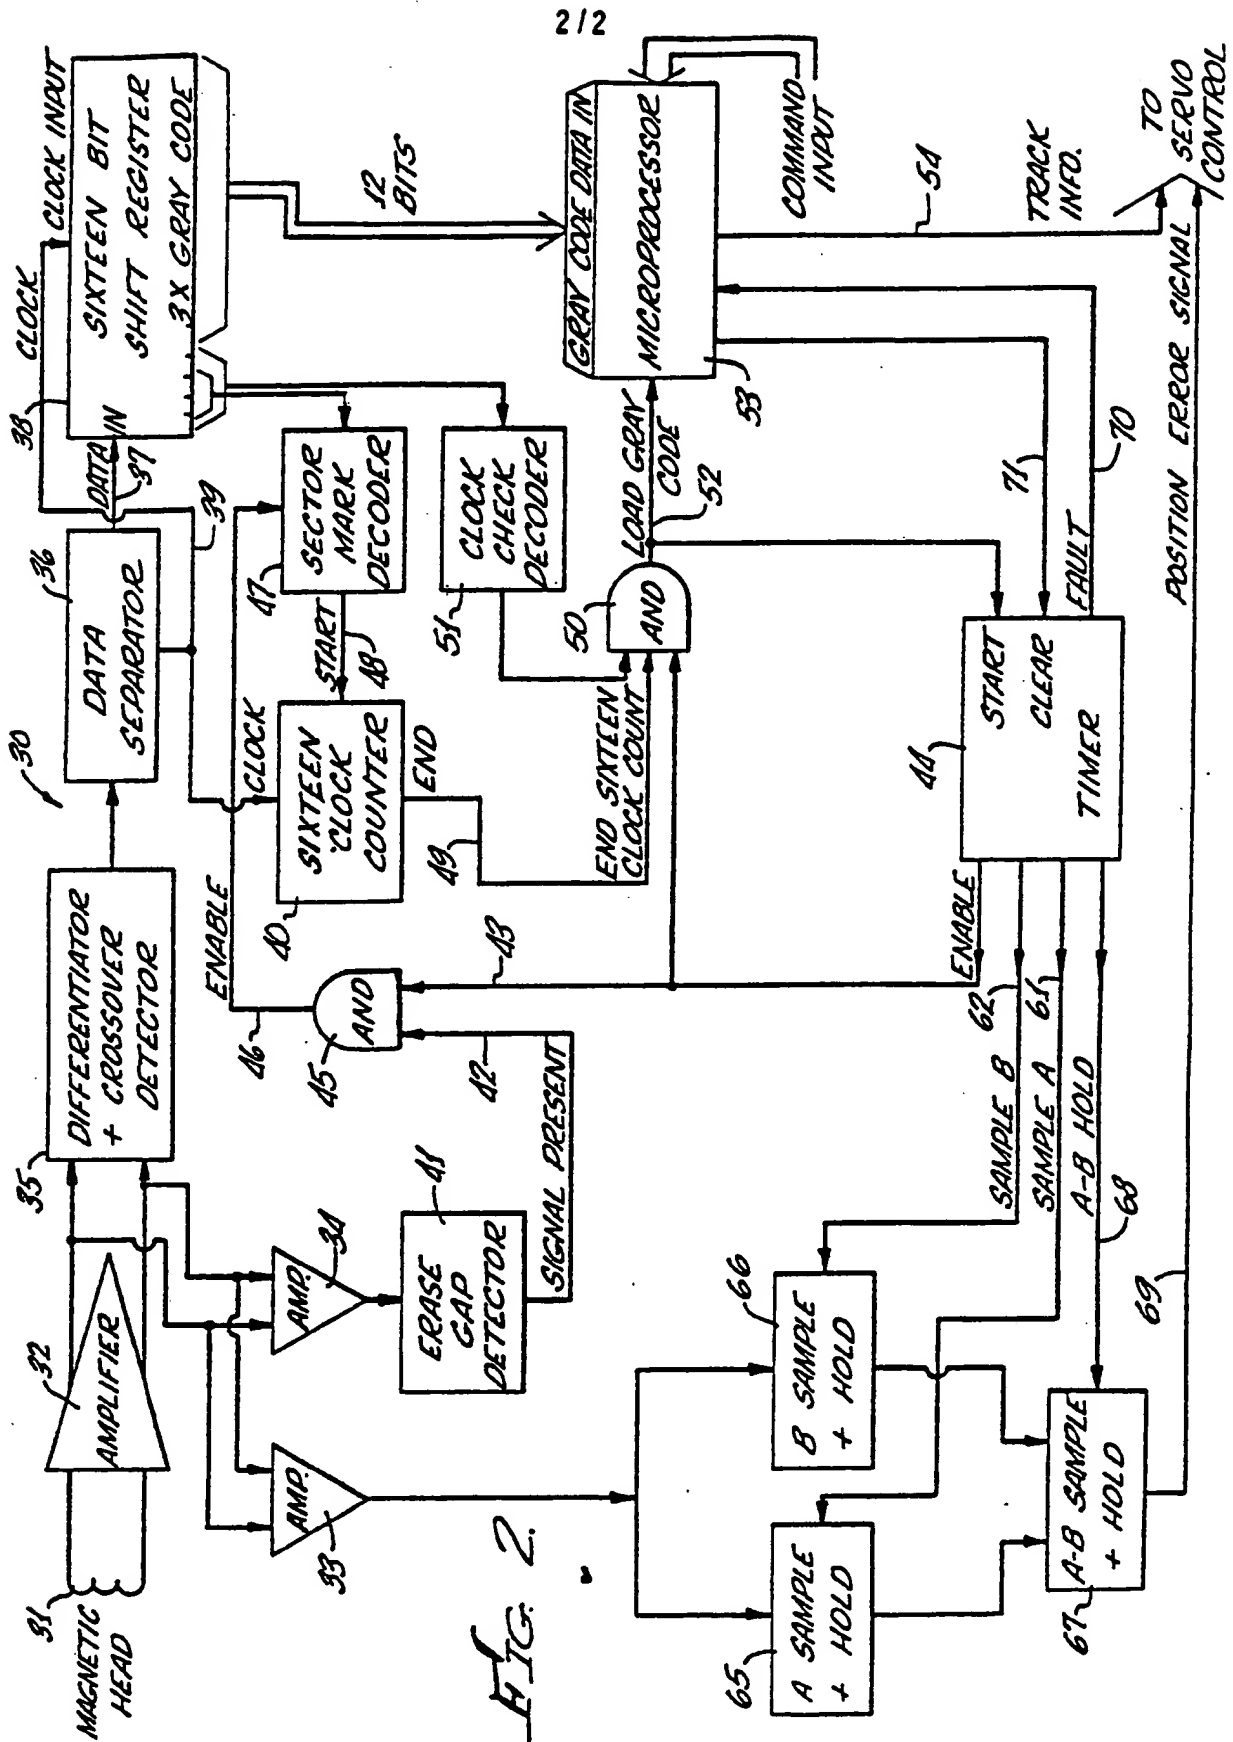 2/2
31
MAGNETIC
HEAD
32
AMPLIFIER
35
DIFFERENTIATOR
+ CROSSOVER
DETECTOR
30
36
DATA
SEPARATOR
DATA
37
39
38
CLOCK
CLOCK INPUT
IN
SIXTEEN BIT
SHIFT REGISTER
3X GRAY CODE
33
AMP.
34
AMP.
41
ERASE
GAP
DETECTOR
SIGNAL PRESENT
42
43
45
AND
46
ENABLE
40
CLOCK
SIXTEEN
CLOCK
COUNTER
START
48
END
49
47
SECTOR
MARK
DECODER
51
CLOCK
CHECK
DECODER
END SIXTEEN
CLOCK COUNT
50
AND
LOAD GRAY
CODE
52
12
BITS
GRAY CODE DATA IN
MICROPROCESSOR
53
COMMAND
INPUT
54
TRACK
INFO.
TO
SERVO
CONTROL
71
70
FAULT
44
START
CLEAR
TIMER
ENABLE
62
SAMPLE B
61
SAMPLE A
A-B HOLD
68
66
B SAMPLE
+ HOLD
65
A SAMPLE
+ HOLD
67
A-B SAMPLE
+ HOLD
69
POSITION ERROR SIGNAL
FIG. 2.